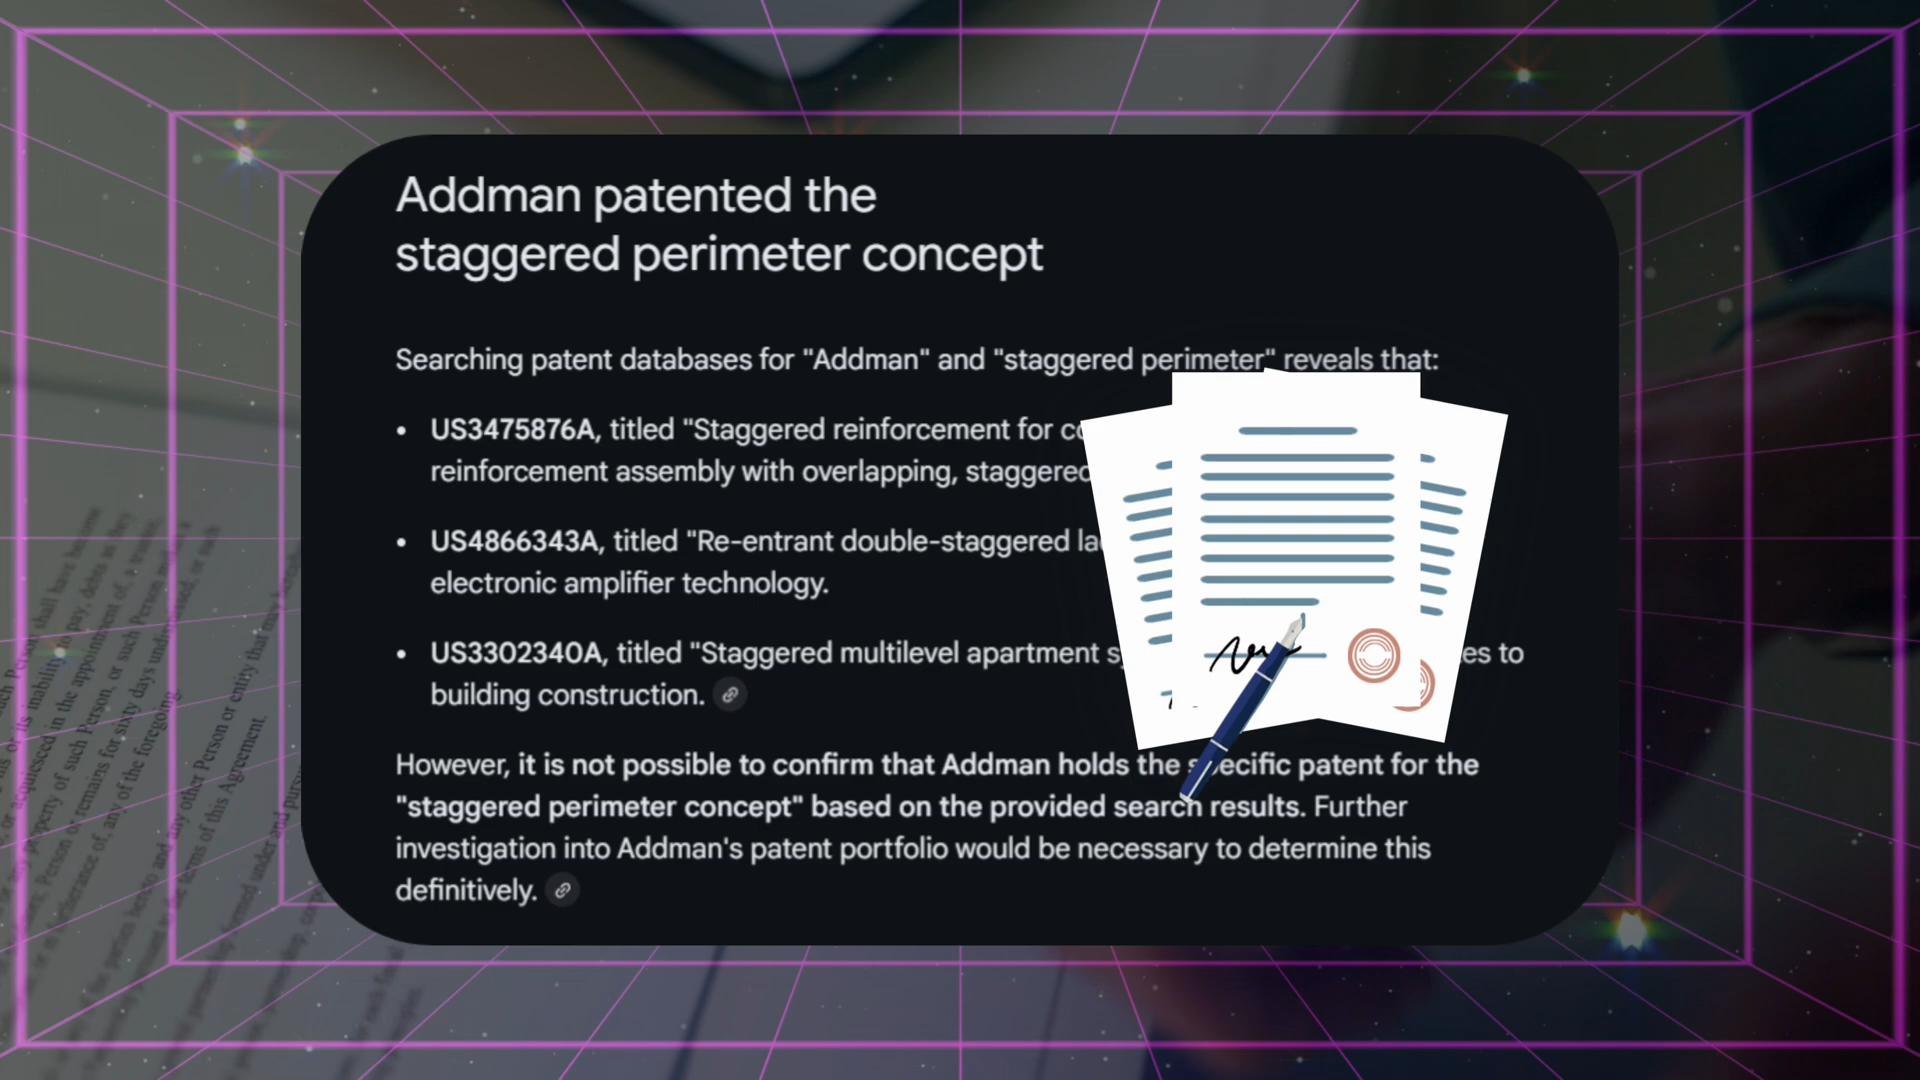 Addman patented the
staggered perimeter concept
Searching patent databases for "Addman" and "staggered perimeter" reveals that:
• US3475876A, titled "Staggered reinforcement for
reinforcement assembly with overlapping, staggered
• US4866343A, titled "Re-entrant double-staggered
electronic amplifier technology.
• US3302340A, titled "Staggered multilevel apartment to
building construction.
However, it is not possible to confirm that Addman holds the specific patent for the
"staggered perimeter concept" based on the provided search results. Further
investigation into Addman's patent portfolio would be necessary to determine this
definitively.